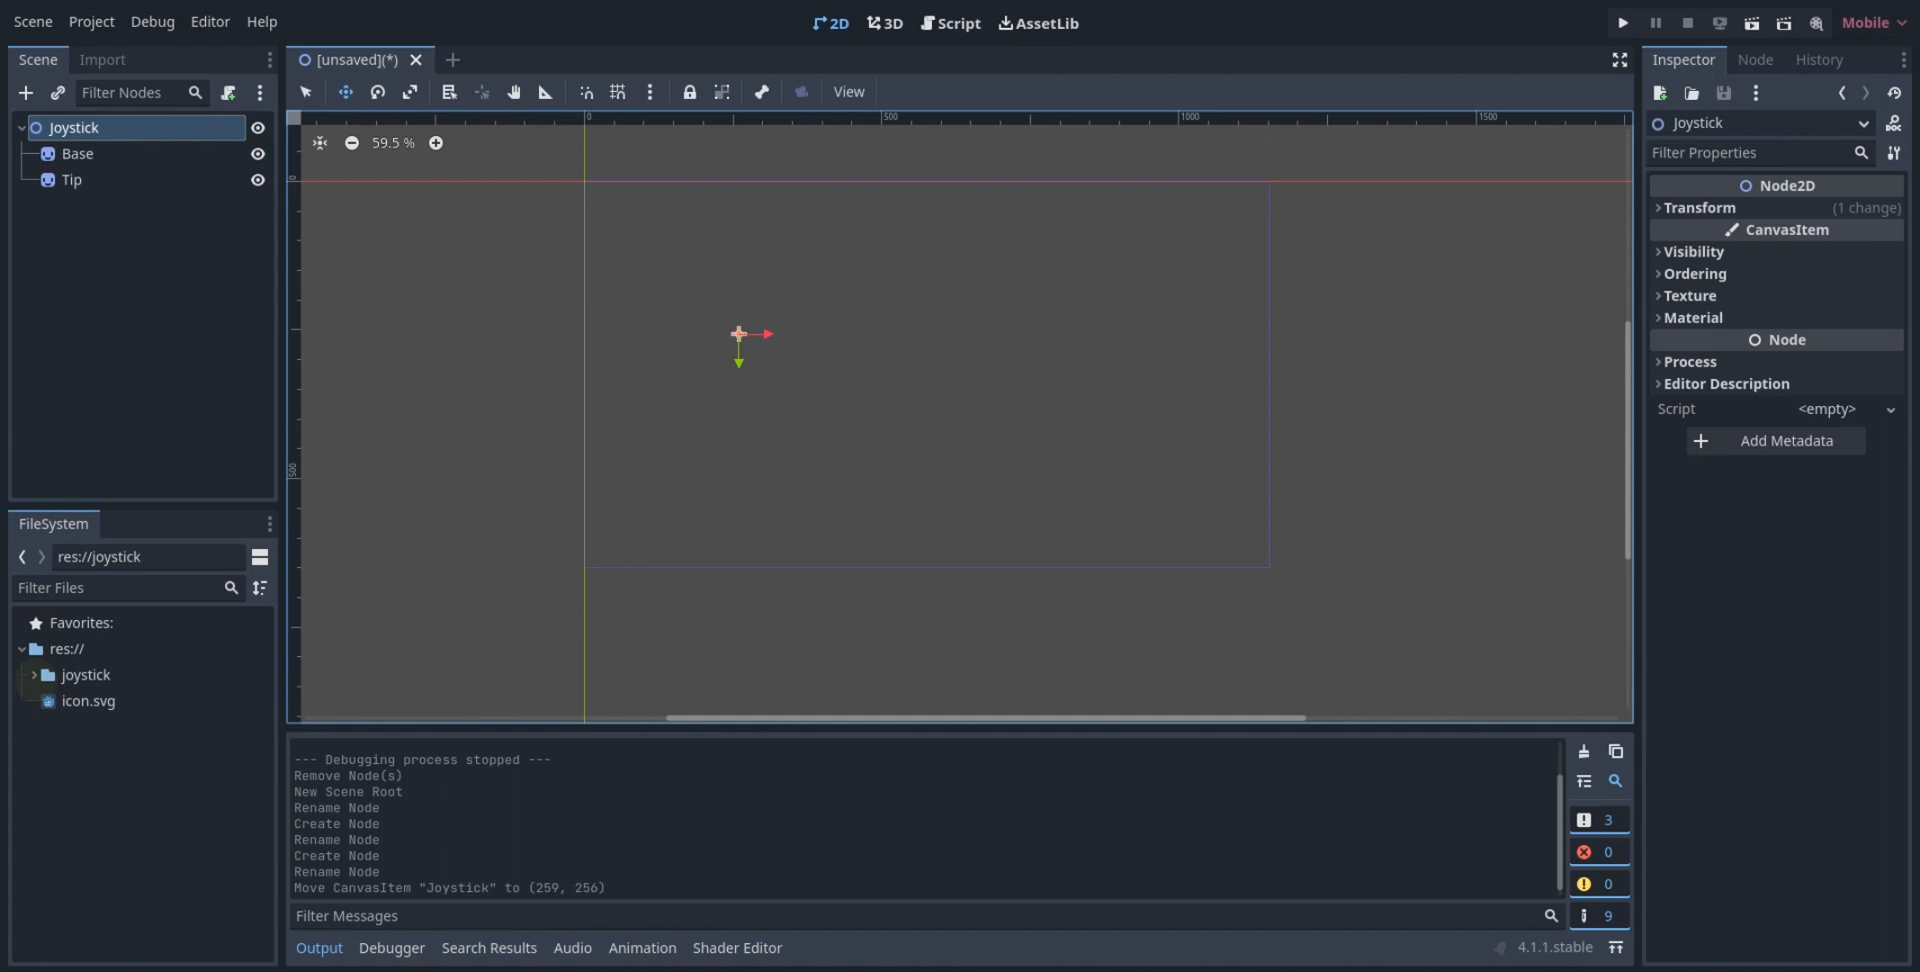 Scene Project Debug Editor Help
2D 3D Script AssetLib
Mobile
Scene Import
[unsaved](*)
Inspector Node History
Filter Nodes
View
Joystick
Base
Tip
59.5 %
0 500 1000 1500
0
500
Joystick
Filter Properties
Node2D
Transform (1 change)
CanvasItem
Visibility
Ordering
Texture
Material
Node
Process
Editor Description
Script <empty>
Add Metadata
FileSystem
res://joystick
Filter Files
Favorites:
res://
joystick
icon.svg
--- Debugging process stopped ---
Remove Node(s)
New Scene Root
Rename Node
Create Node
Rename Node
Create Node
Rename Node
Move CanvasItem "Joystick" to (259, 256)
3
0
0
9
Filter Messages
Output Debugger Search Results Audio Animation Shader Editor
4.1.1.stable